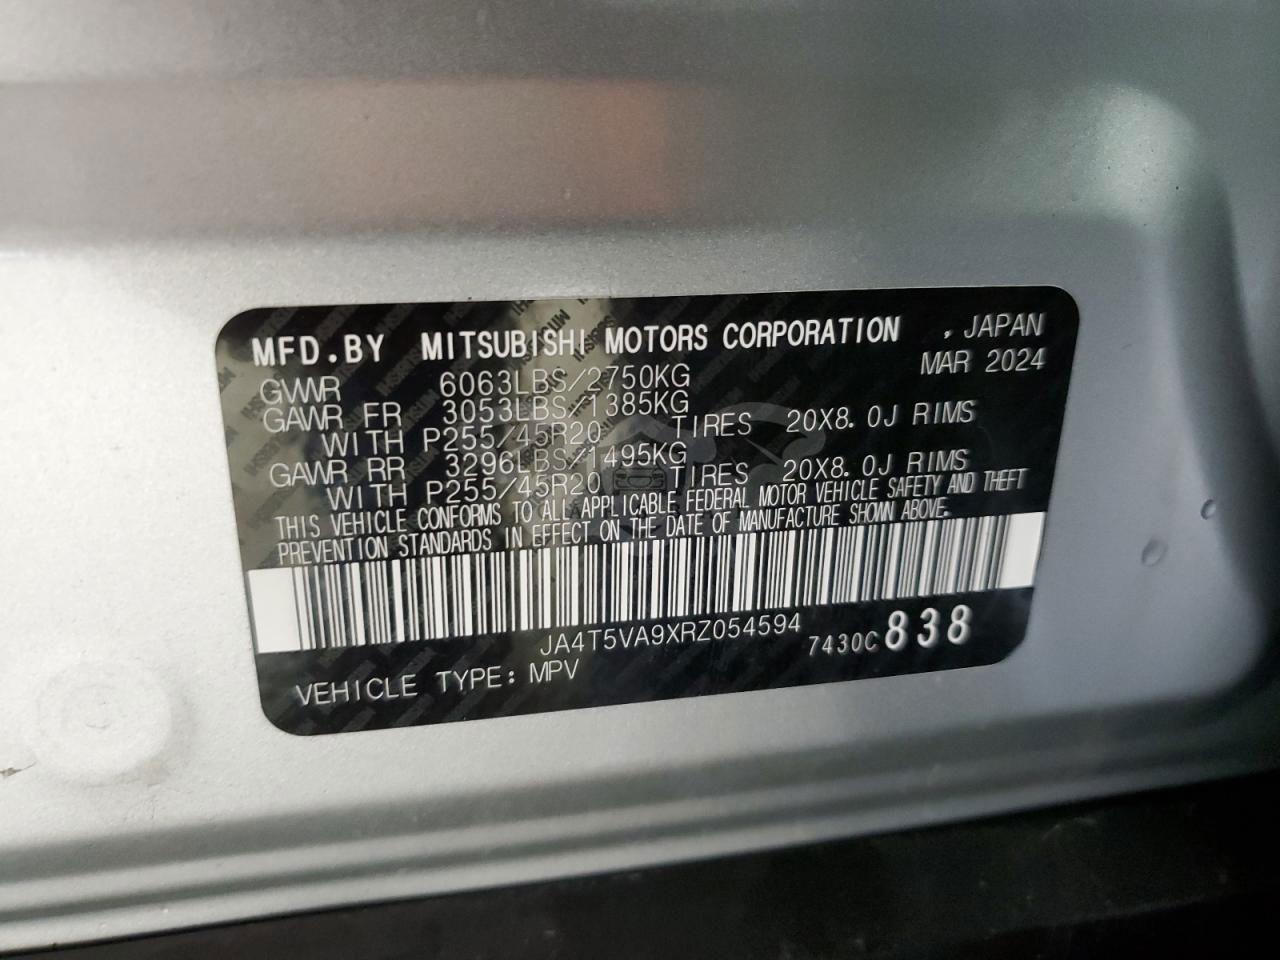 MFD.BY MITSUBISHI MOTORS CORPORATION , JAPAN
MAR 2024
GVWR 6063LBS/2750KG
GAWR FR 3053LBS/1385KG
WITH P255/45R20 TIRES 20X8.0J RIMS
GAWR RR 3296LBS/1495KG
WITH P255/45R20 TIRES 20X8.0J RIMS
THIS VEHICLE CONFORMS TO ALL APPLICABLE FEDERAL MOTOR VEHICLE SAFETY AND THEFT
PREVENTION STANDARDS IN EFFECT ON THE DATE OF MANUFACTURE SHOWN ABOVE.
JA4T5VA9XRZ054594 7430C 838
VEHICLE TYPE: MPV